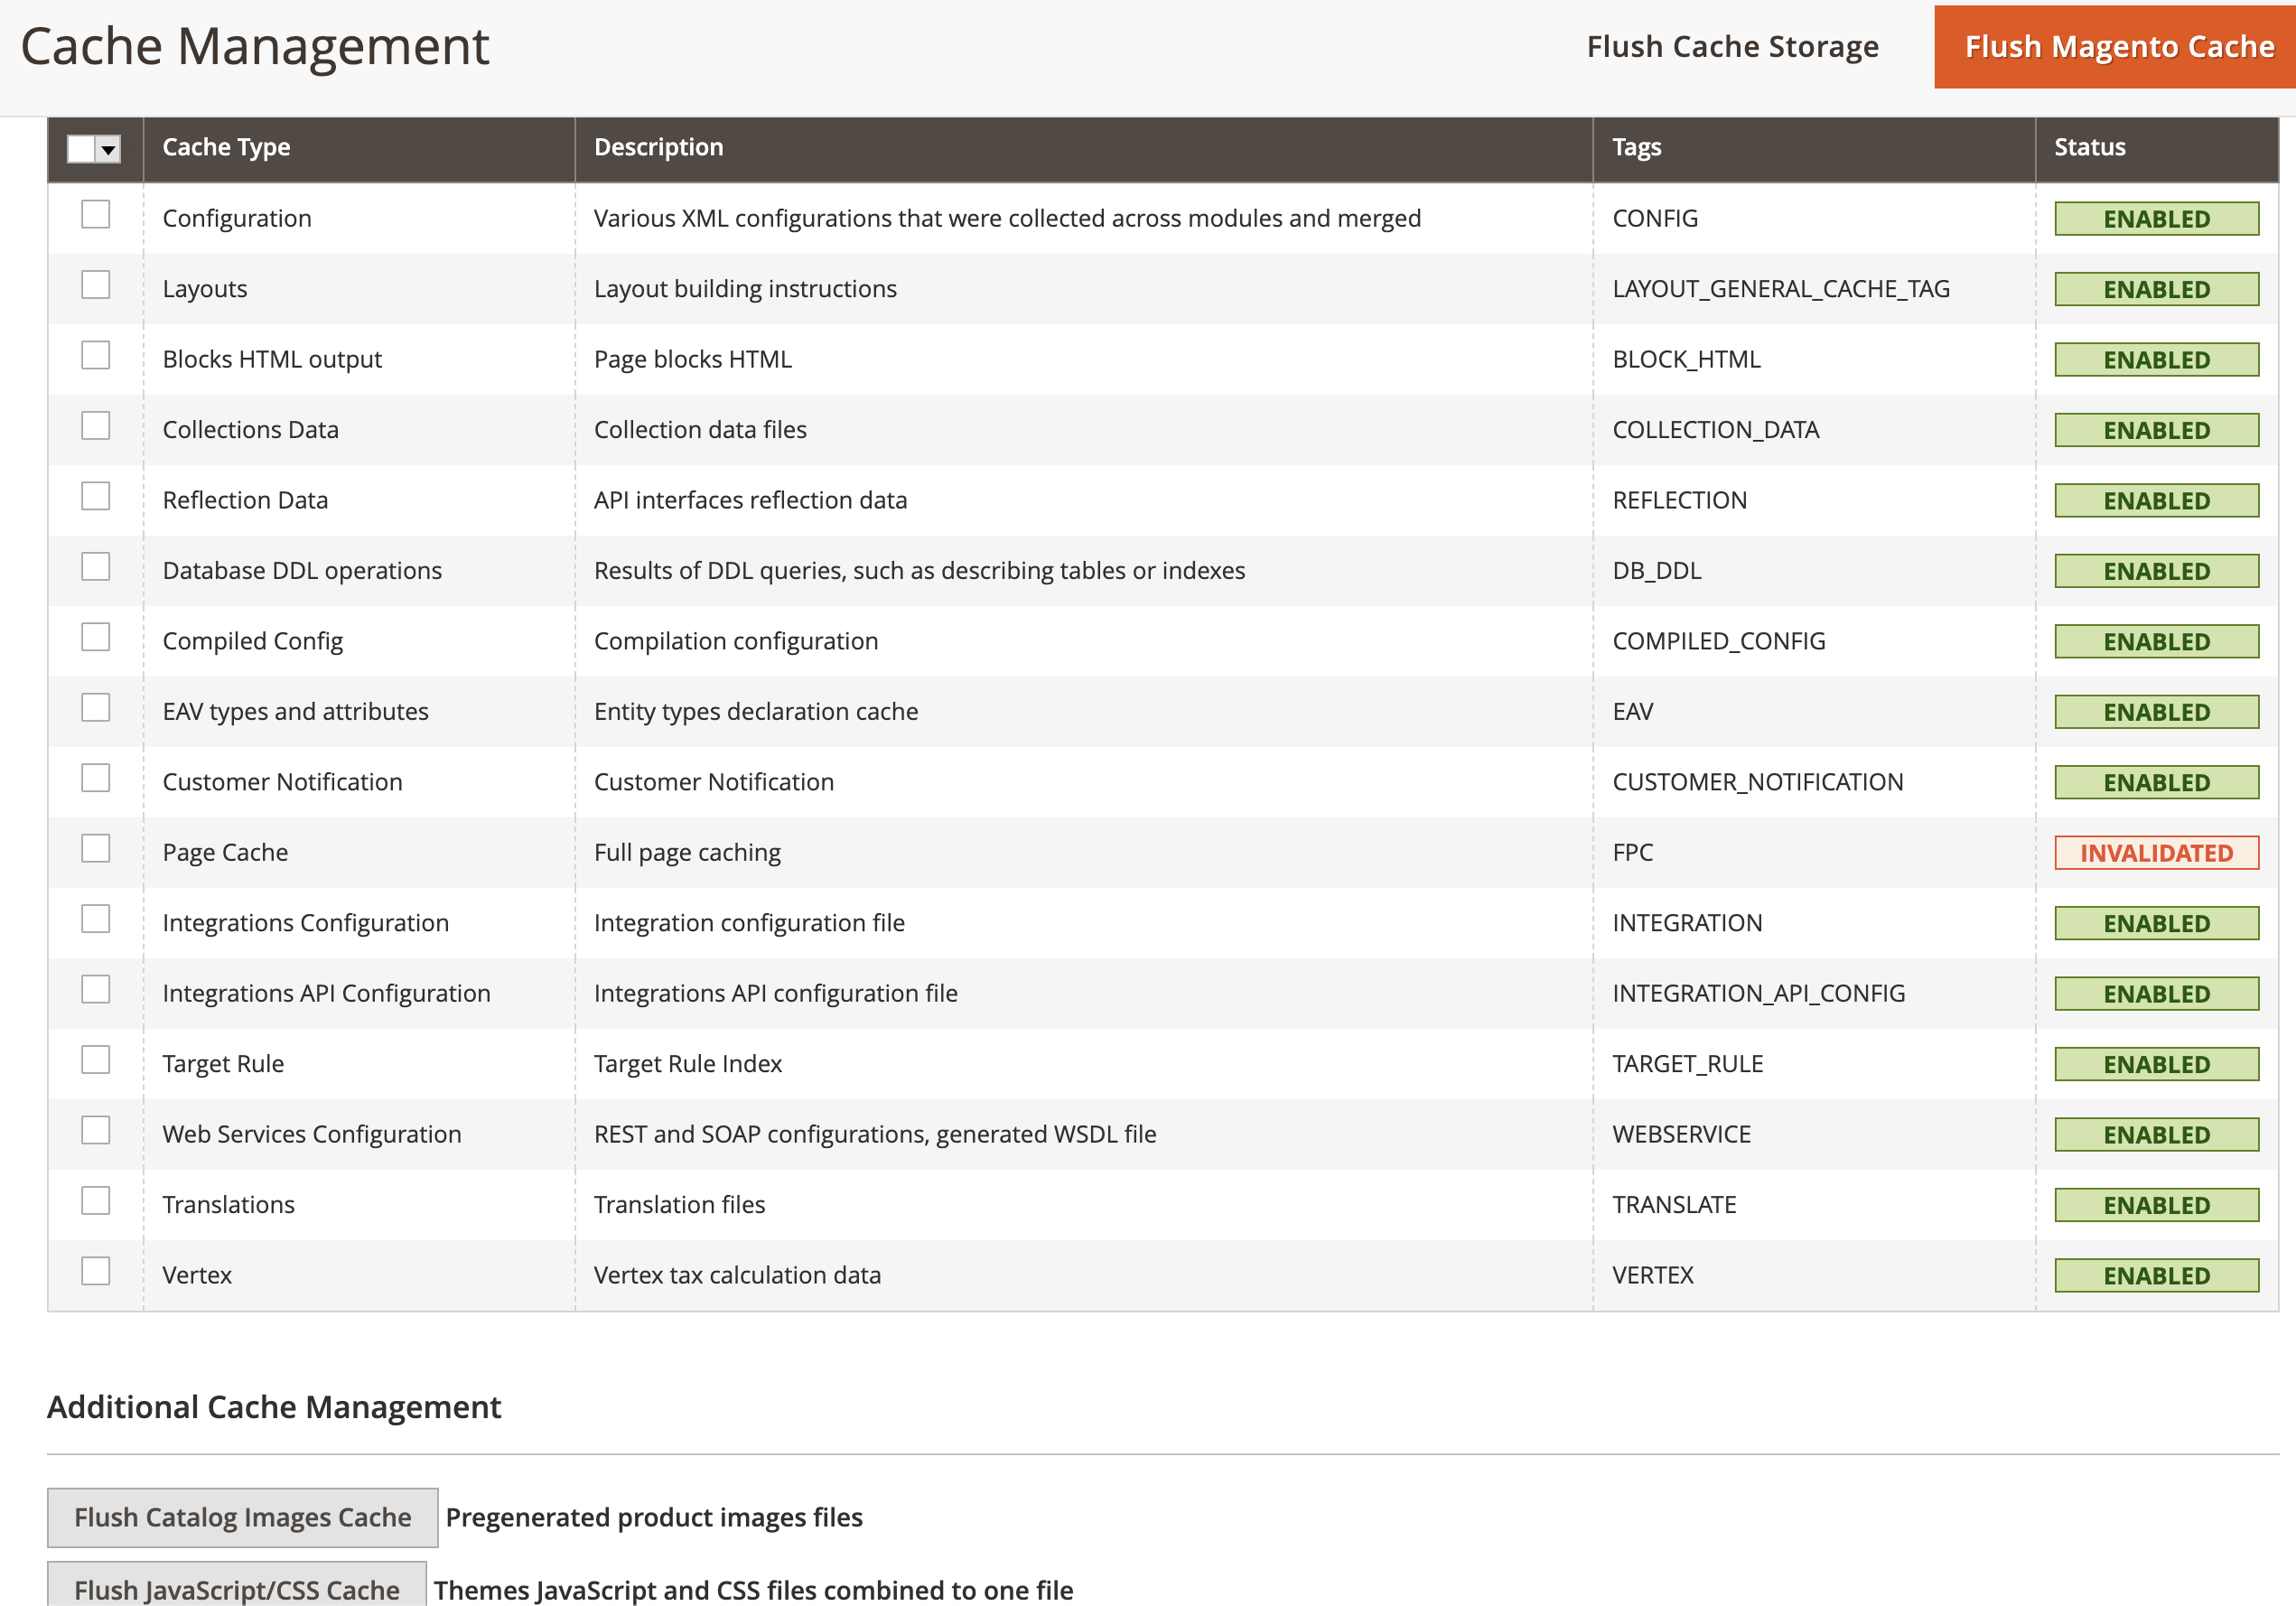 Cache Management Flush Cache Storage Flush Magento Cache
Cache Type Description Tags Status
Configuration Various XML configurations that were collected across modules and merged CONFIG ENABLED
Layouts Layout building instructions LAYOUT_GENERAL_CACHE_TAG ENABLED
Blocks HTML output Page blocks HTML BLOCK_HTML ENABLED
Collections Data Collection data files COLLECTION_DATA ENABLED
Reflection Data API interfaces reflection data REFLECTION ENABLED
Database DDL operations Results of DDL queries, such as describing tables or indexes DB_DDL ENABLED
Compiled Config Compilation configuration COMPILED_CONFIG ENABLED
EAV types and attributes Entity types declaration cache EAV ENABLED
Customer Notification Customer Notification CUSTOMER_NOTIFICATION ENABLED
Page Cache Full page caching FPC INVALIDATED
Integrations Configuration Integration configuration file INTEGRATION ENABLED
Integrations API Configuration Integrations API configuration file INTEGRATION_API_CONFIG ENABLED
Target Rule Target Rule Index TARGET_RULE ENABLED
Web Services Configuration REST and SOAP configurations, generated WSDL file WEBSERVICE ENABLED
Translations Translation files TRANSLATE ENABLED
Vertex Vertex tax calculation data VERTEX ENABLED
Additional Cache Management
Flush Catalog Images Cache Pregenerated product images files
Flush JavaScript/CSS Cache Themes JavaScript and CSS files combined to one file